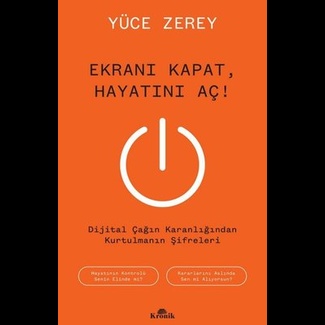 YÜCE ZEREY
EKRANI KAPAT,
HAYATINI AÇ!
Dijital Çağın Karanlığından
Kurtulmanın Şifreleri
Hayatının Kontrolü
Senin Elinde mi?
Kararlarını Aslında
Sen mi Alıyorsun?
Kronik